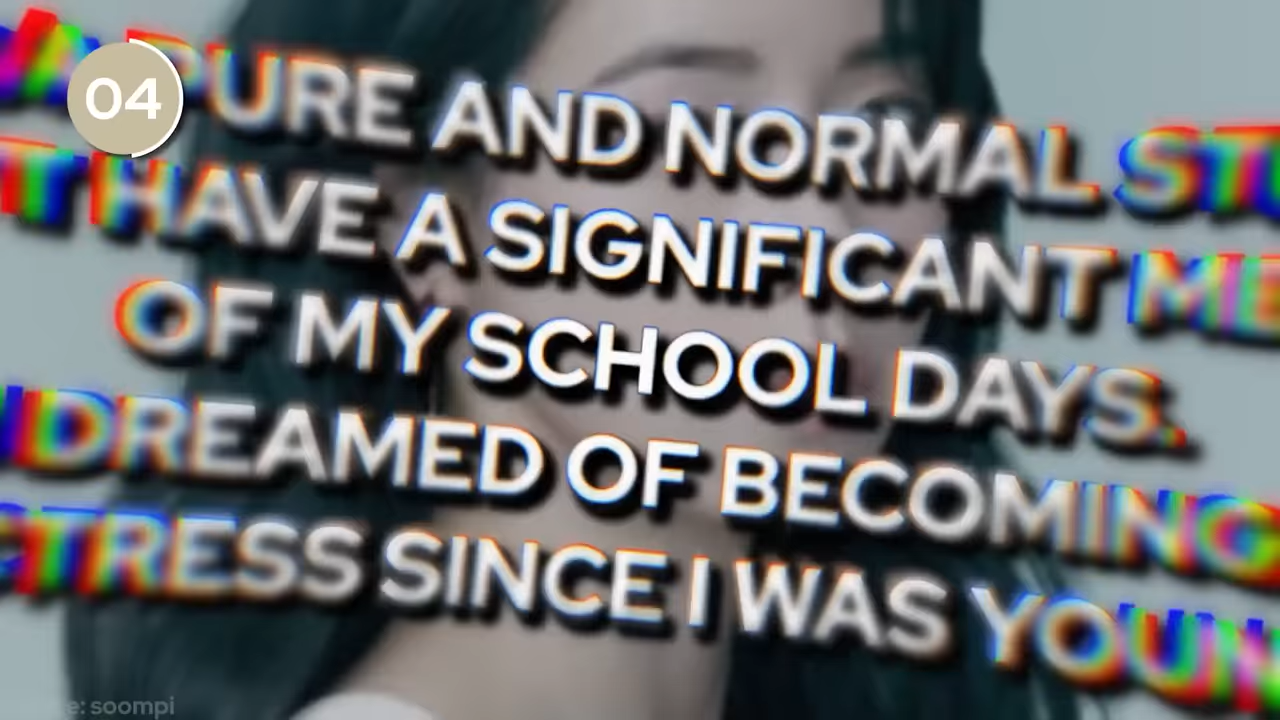 04
A PURE AND NORMAL
HAVE A SIGNIFICANT
OF MY SCHOOL DAYS.
DREAMED OF BECOMING
SINCE I WAS
soompi